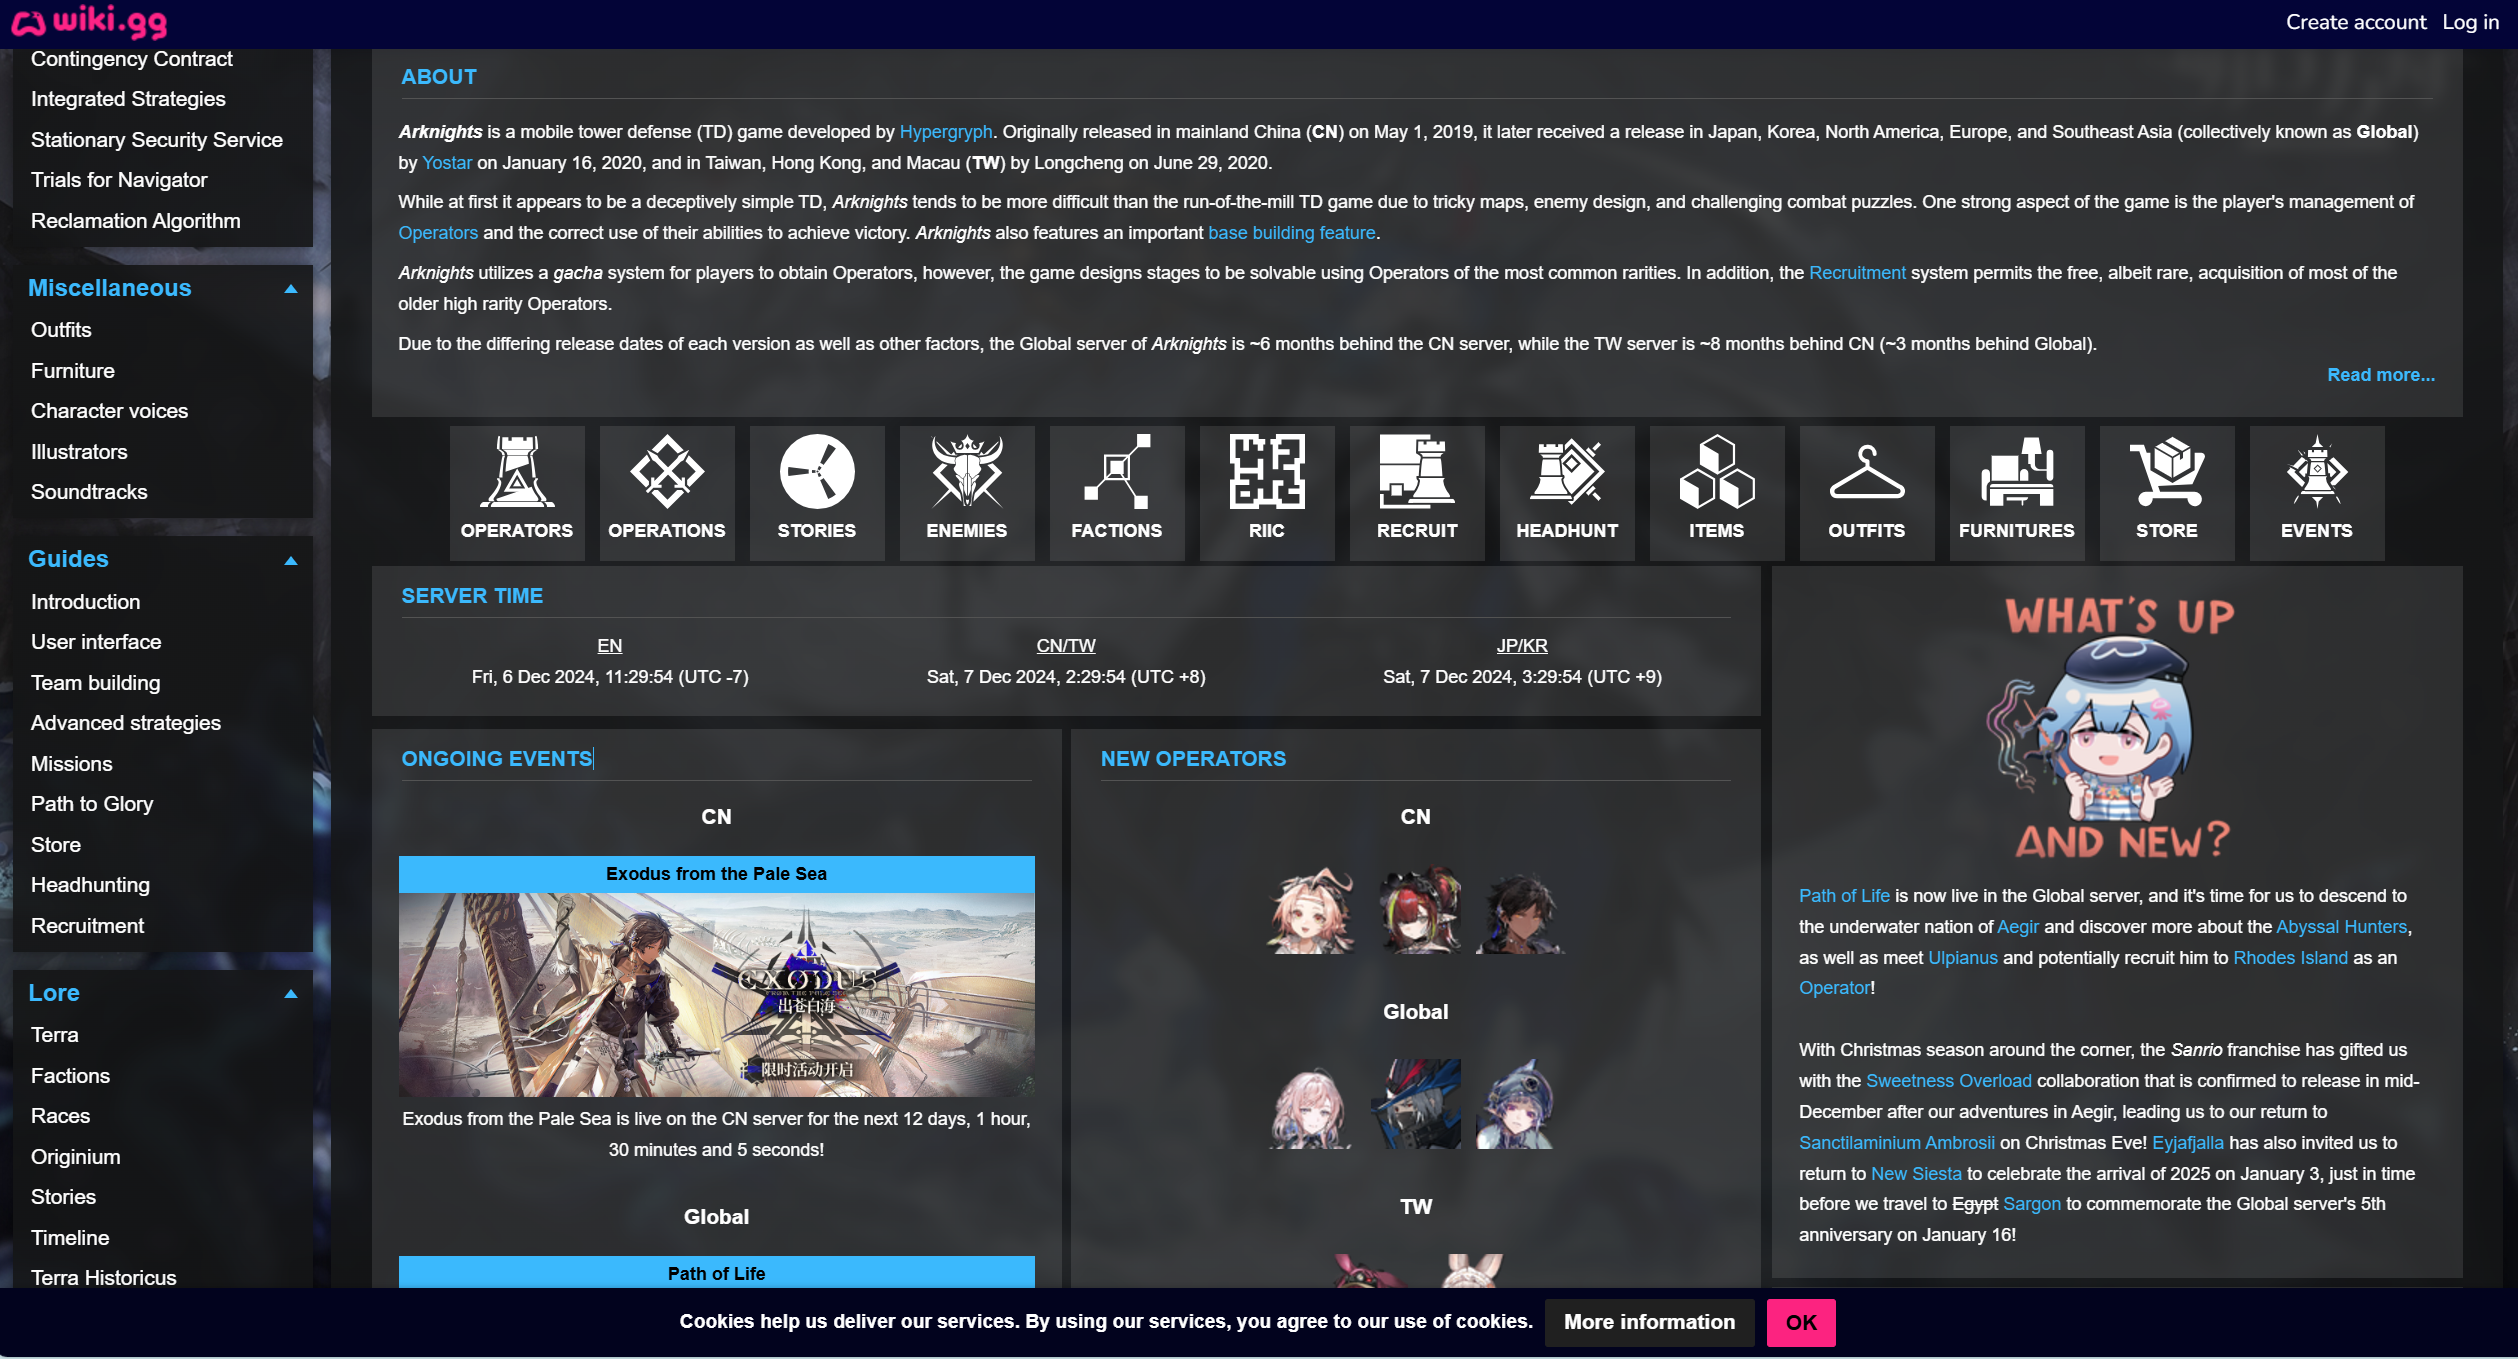 wiki.gg
Create account
Log in
Contingency Contract
Integrated Strategies
Stationary Security Service
Trials for Navigator
Reclamation Algorithm
Miscellaneous
Outfits
Furniture
Character voices
Illustrators
Soundtracks
Guides
Introduction
User interface
Team building
Advanced strategies
Missions
Path to Glory
Store
Headhunting
Recruitment
Lore
Terra
Factions
Races
Originium
Stories
Timeline
Terra Historicus
ABOUT
Arknights is a mobile tower defense (TD) game developed by Hypergryph. Originally released in mainland China (CN) on May 1, 2019, it later received a release in Japan, Korea, North America, Europe, and Southeast Asia (collectively known as Global)
by Yostar on January 16, 2020, and in Taiwan, Hong Kong, and Macau (TW) by Longcheng on June 29, 2020.
While at first it appears to be a deceptively simple TD, Arknights tends to be more difficult than the run-of-the-mill TD game due to tricky maps, enemy design, and challenging combat puzzles. One strong aspect of the game is the player's management of
Operators and the correct use of their abilities to achieve victory. Arknights also features an important base building feature.
Arknights utilizes a gacha system for players to obtain Operators, however, the game designs stages to be solvable using Operators of the most common rarities. In addition, the Recruitment system permits the free, albeit rare, acquisition of most of the
older high rarity Operators.
Due to the differing release dates of each version as well as other factors, the Global server of Arknights is ~6 months behind the CN server, while the TW server is ~8 months behind CN (~3 months behind Global).
Read more...
OPERATORS
OPERATIONS
STORIES
ENEMIES
FACTIONS
RIIC
RECRUIT
HEADHUNT
ITEMS
OUTFITS
FURNITURES
STORE
EVENTS
SERVER TIME
EN
Fri, 6 Dec 2024, 11:29:54 (UTC -7)
CN/TW
Sat, 7 Dec 2024, 2:29:54 (UTC +8)
JP/KR
Sat, 7 Dec 2024, 3:29:54 (UTC +9)
ONGOING EVENTS
CN
Exodus from the Pale Sea
EXODUS
FROM THE PALE SEA
出苍白海
限时活动开启
Exodus from the Pale Sea is live on the CN server for the next 12 days, 1 hour,
30 minutes and 5 seconds!
Global
Path of Life
NEW OPERATORS
CN
Global
TW
WHAT'S UP
AND NEW?
Path of Life is now live in the Global server, and it's time for us to descend to
the underwater nation of Aegir and discover more about the Abyssal Hunters,
as well as meet Ulpianus and potentially recruit him to Rhodes Island as an
Operator!
With Christmas season around the corner, the Sanrio franchise has gifted us
with the Sweetness Overload collaboration that is confirmed to release in mid-
December after our adventures in Aegir, leading us to our return to
Sanctilaminium Ambrosii on Christmas Eve! Eyjafjalla has also invited us to
return to New Siesta to celebrate the arrival of 2025 on January 3, just in time
before we travel to Egypt Sargon to commemorate the Global server's 5th
anniversary on January 16!
Cookies help us deliver our services. By using our services, you agree to our use of cookies.
More information
OK